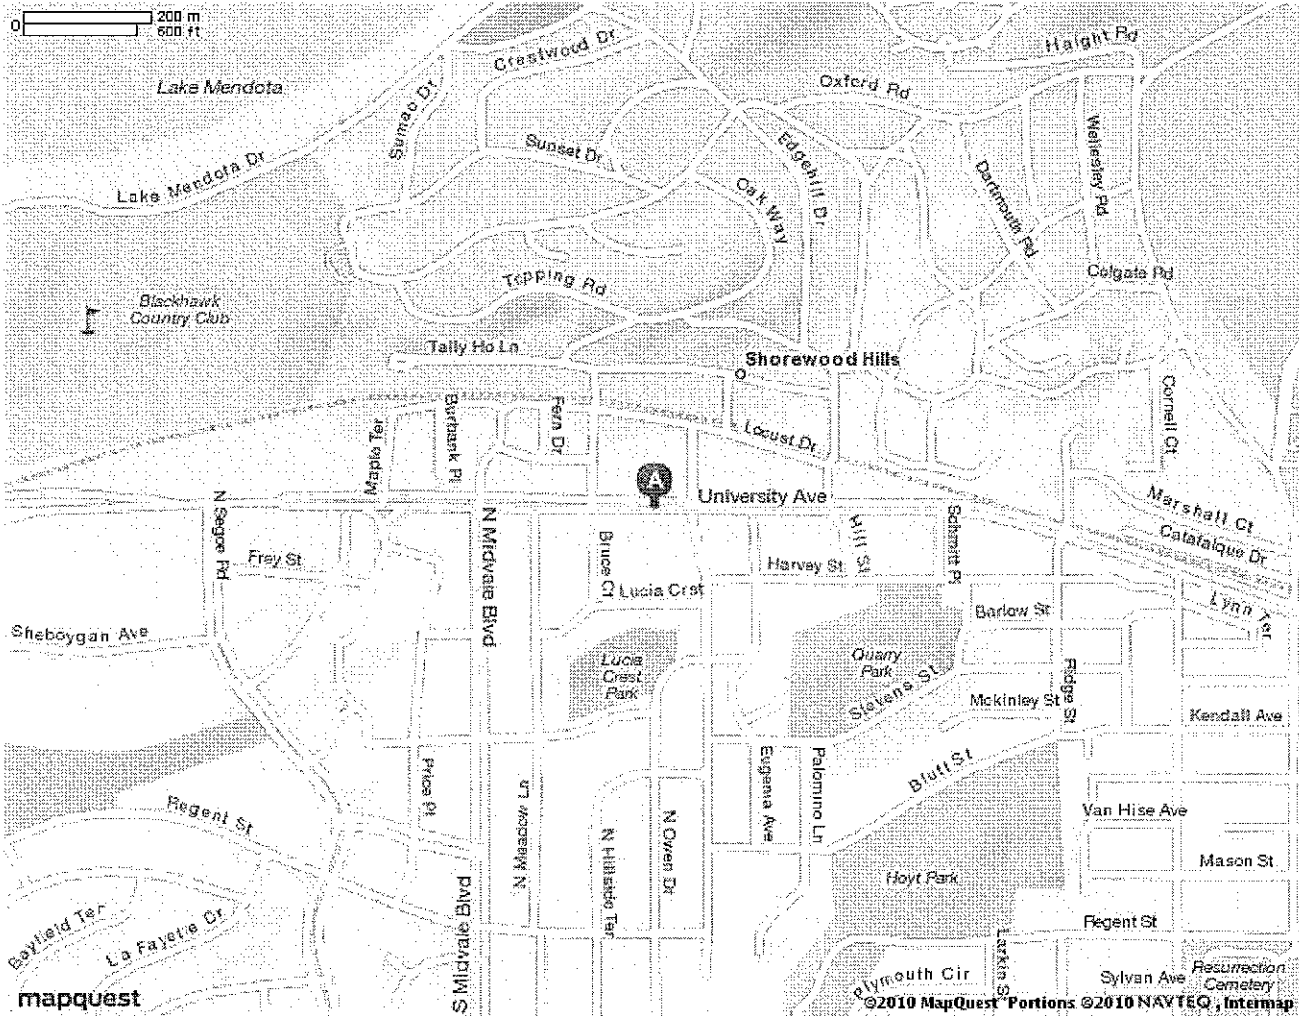 0 200 m
600 ft
Crestwood Dr
Haight Rd
Lake Mendota
Oxford Rd
Sumac Dr
Sunset Dr
Edgehill Dr
Wellesley Rd
Lake Mendota Dr
Oak Way
Dartmouth Rd
Topping Rd
Colgate Rd
Blackhawk
Country Club
Tally Ho Ln
Shorewood Hills
Cornell Ct
Burbank Pl
Fern Dr
Maple Ter
Locust Dr
A
University Ave
Marshall Ct
N Segoe Rd
N Midvale Blvd
Hill St
Schmitt Pl
Catafalque Dr
Frey St
Bruce Ct
Harvey St
Lucia Crst
Barlow St
Lynn Ter
Sheboygan Ave
Lucia
Crest
Park
Quarry
Park
Stevens St
Mckinley St
Ridge St
Kendall Ave
Price Pl
N Meadow Ln
Eugenia Ave
Palomino Ln
Bluff St
Regent St
Van Hise Ave
N Hillside Ter
N Owen Dr
Mason St
Hoyt Park
S Midvale Blvd
Bayfield Ter
La Fayette Dr
Regent St
Larkin S
Plymouth Cir
Sylvan Ave
Resurrection
Cemetery
mapquest
©2010 MapQuest Portions ©2010 NAVTEQ, Intermap